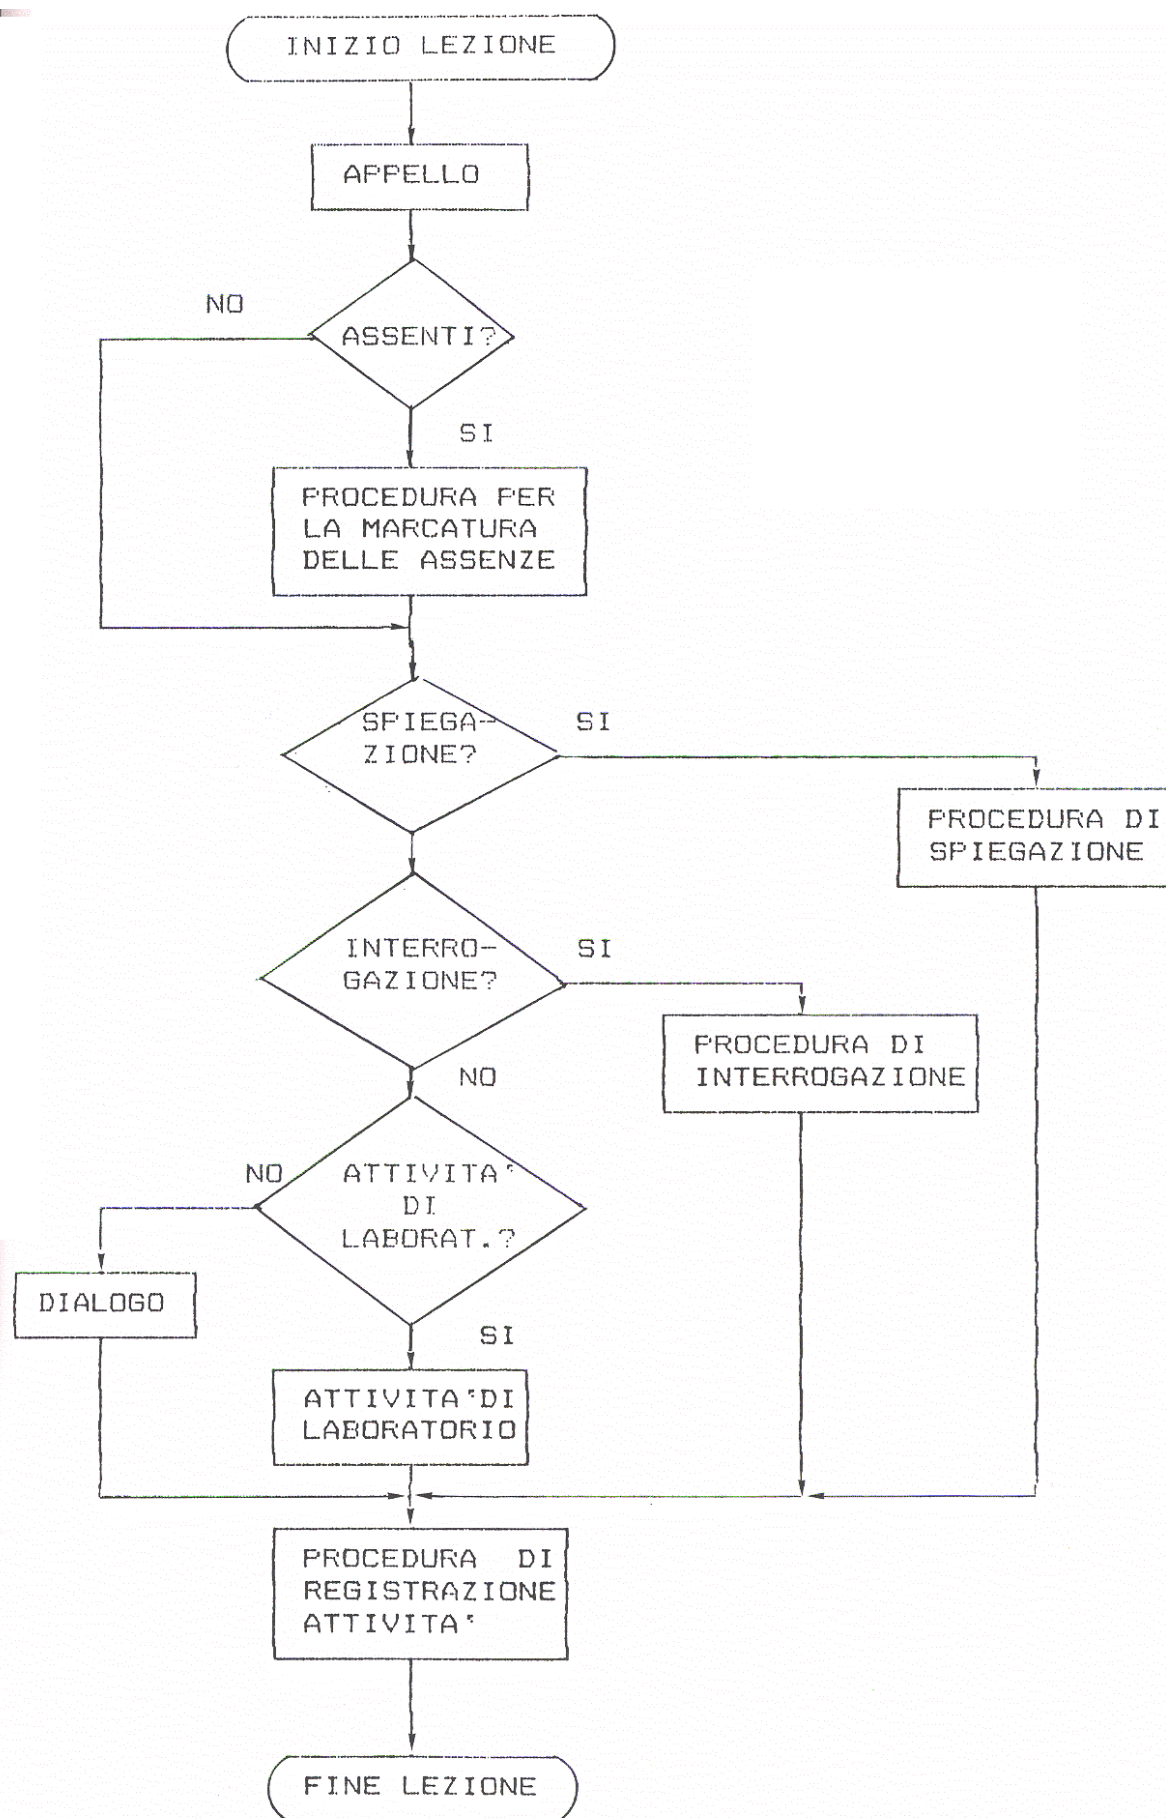 INIZIO LEZIONE
APPELLO
NO
ASSENTI?
SI
PROCEDURA PER
LA MARCATURA
DELLE ASSENZE
SPIEGA-
ZIONE?
SI
PROCEDURA DI
SPIEGAZIONE
INTERRO-
GAZIONE?
SI
PROCEDURA DI
INTERROGAZIONE
NO
NO
ATTIVITA'
DI
LABORAT.?
DIALOGO
SI
ATTIVITA'DI
LABORATORIO
PROCEDURA DI
REGISTRAZIONE
ATTIVITA'
FINE LEZIONE